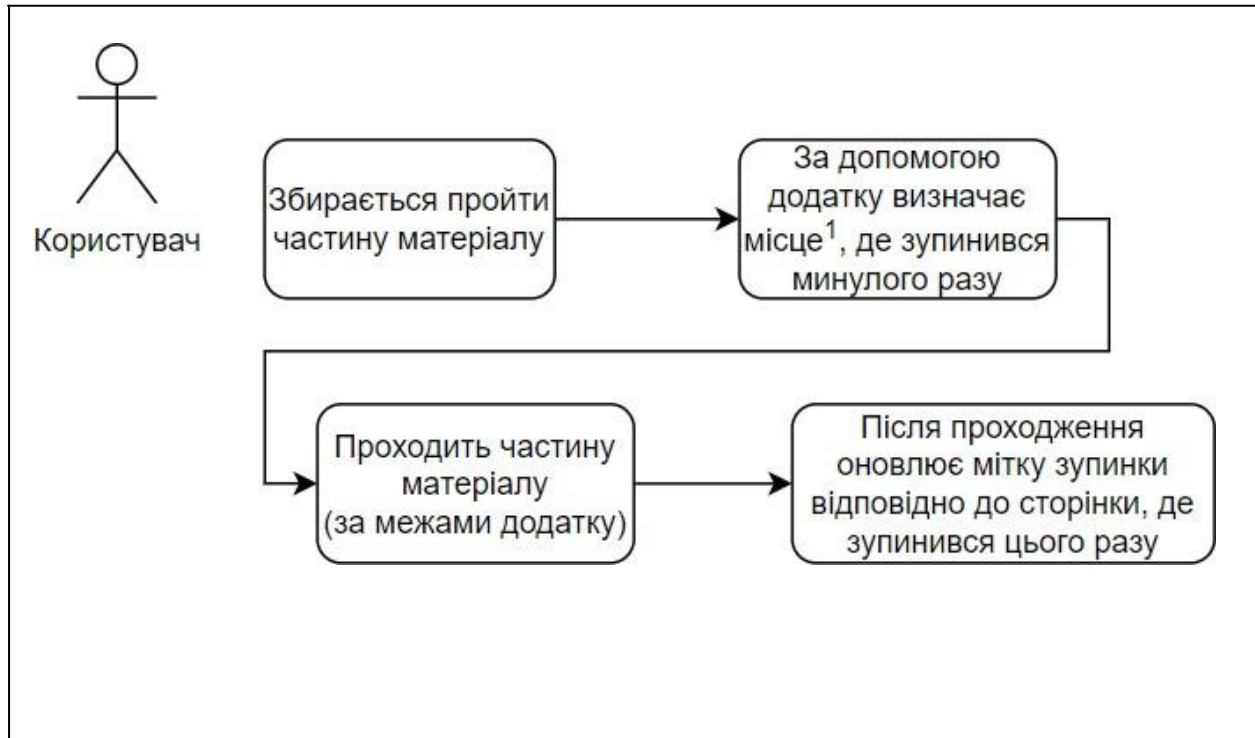 Користувач
Збирається пройти
частину матеріалу
За допомогою
додатку визначає
місце¹, де зупинився
минулого разу
Проходить частину
матеріалу
(за межами додатку)
Після проходження
оновлює мітку зупинки
відповідно до сторінки, де
зупинився цього разу